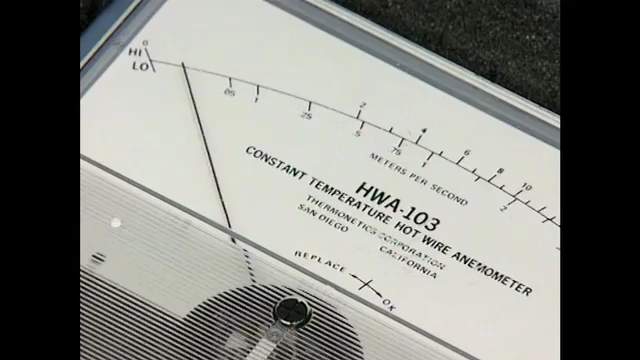 0
HI
LO
2 4 6 8 10
.05 .1 .25 .5 .75 1 2
METERS PER SECOND
HWA-103
CONSTANT TEMPERATURE HOT WIRE ANEMOMETER
THERMONETICS CORPORATION
SAN DIEGO CALIFORNIA
REPLACE OK